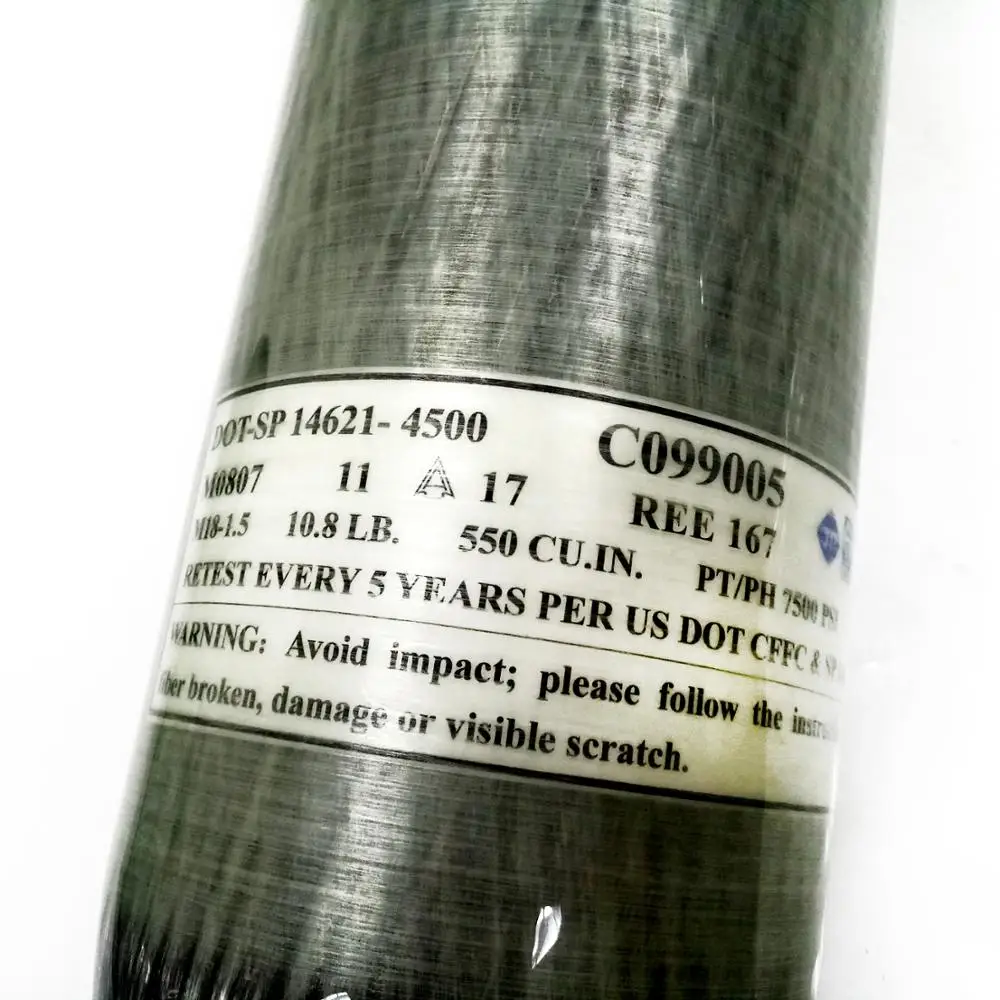 DOT-SP 14621- 4500 C099005
M0807 11 17 REE 167
M18-1.5 10.8 LB. 550 CU.IN. PT/PH 7500 PSI
RETEST EVERY 5 YEARS PER US DOT CFFC & SP
WARNING: Avoid impact; please follow the
broken, damage or visible scratch.